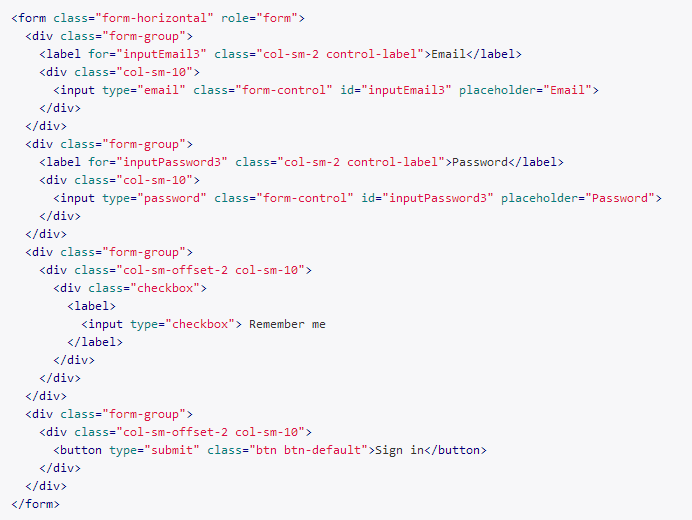 <form class="form-horizontal" role="form">
  <div class="form-group">
    <label for="inputEmail3" class="col-sm-2 control-label">Email</label>
    <div class="col-sm-10">
      <input type="email" class="form-control" id="inputEmail3" placeholder="Email">
    </div>
  </div>
  <div class="form-group">
    <label for="inputPassword3" class="col-sm-2 control-label">Password</label>
    <div class="col-sm-10">
      <input type="password" class="form-control" id="inputPassword3" placeholder="Password">
    </div>
  </div>
  <div class="form-group">
    <div class="col-sm-offset-2 col-sm-10">
      <div class="checkbox">
        <label>
          <input type="checkbox"> Remember me
        </label>
      </div>
    </div>
  </div>
  <div class="form-group">
    <div class="col-sm-offset-2 col-sm-10">
      <button type="submit" class="btn btn-default">Sign in</button>
    </div>
  </div>
</form>